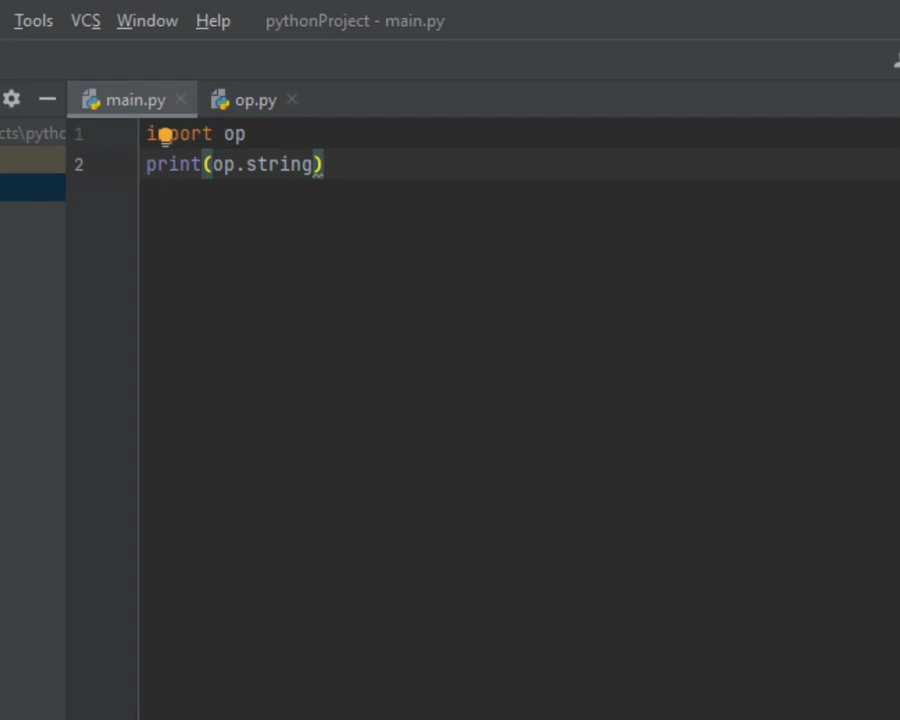 Tools VCS Window Help pythonProject - main.py
main.py op.py
cts\pytho
1 import op
2 print(op.string)